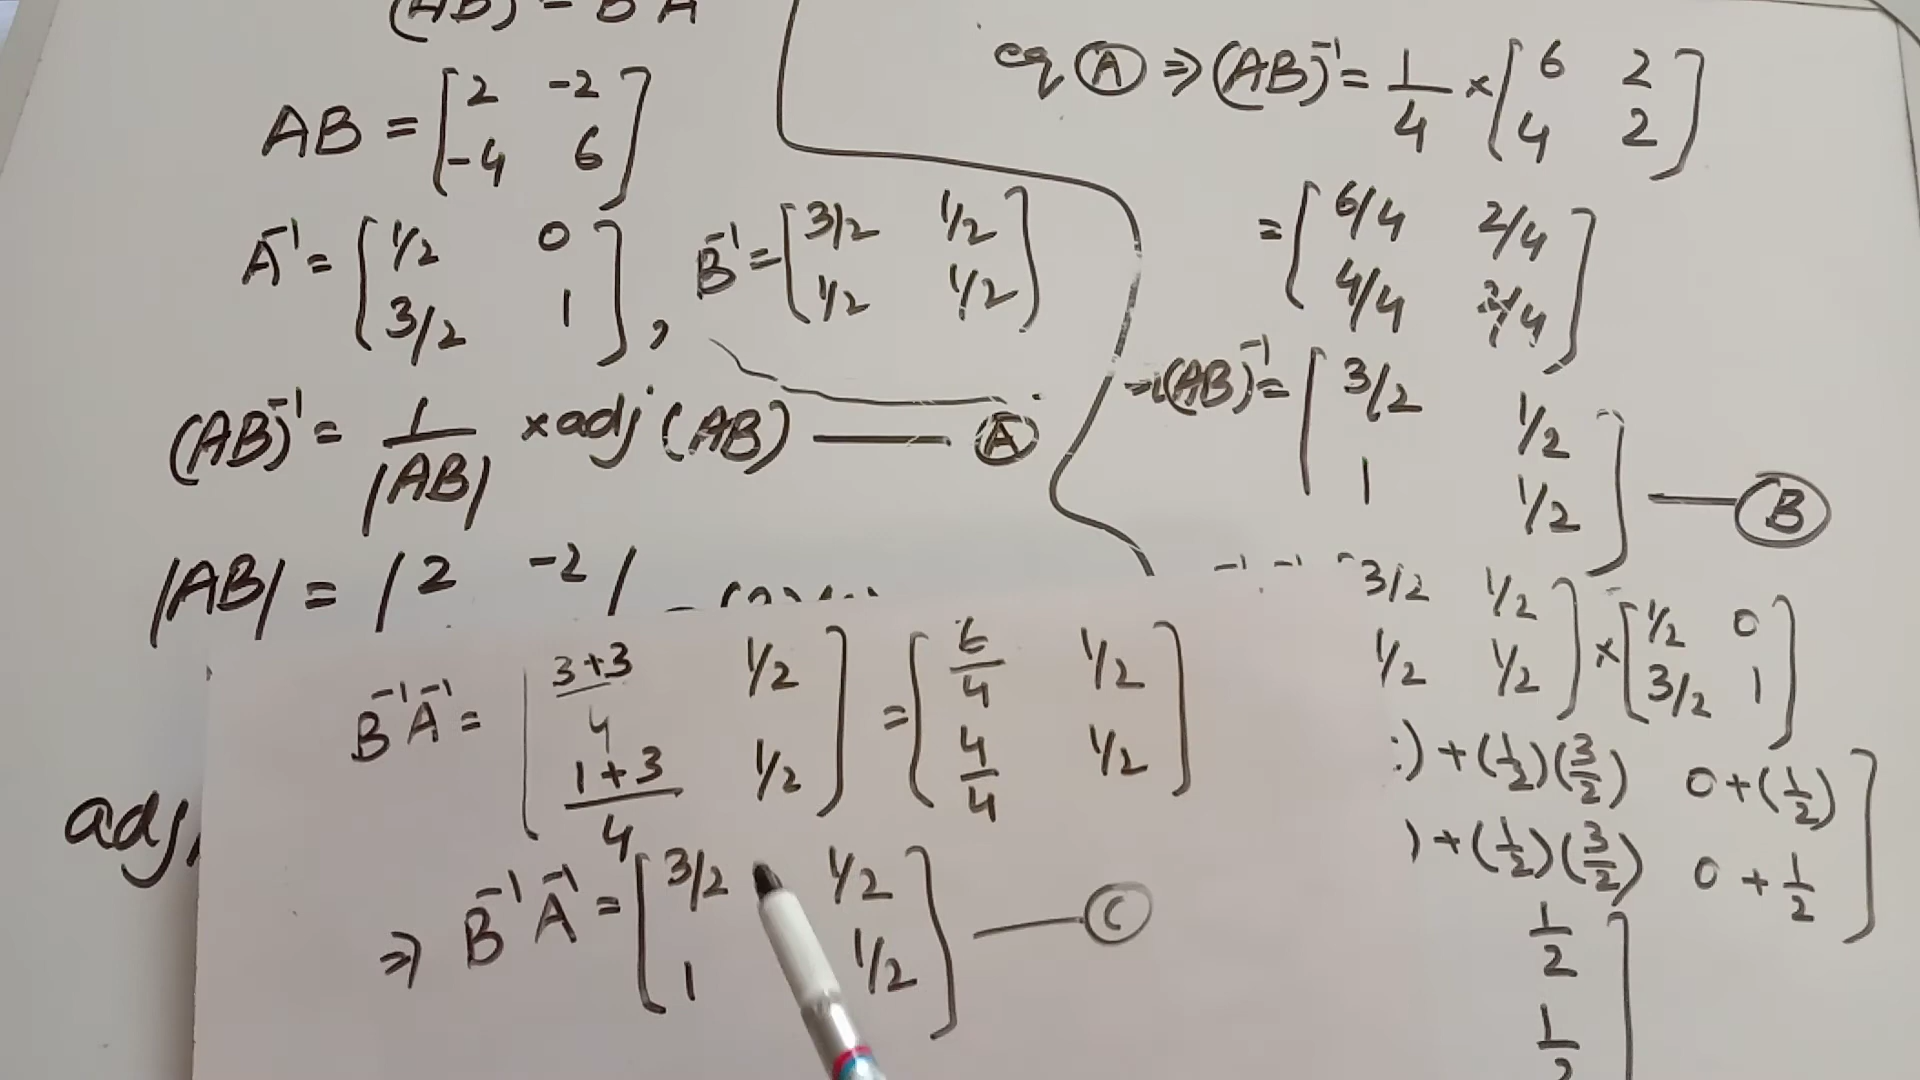 (AB)⁻¹ = B⁻¹A⁻¹
AB = [2 -2
-4 6]
A⁻¹ = [1/2 0
3/2 1],
B⁻¹ = [3/2 1/2
1/2 1/2]
(AB)⁻¹ = 1/|AB| × adj (AB) — Ⓐ
|AB| = |2 -2|
adj
eq Ⓐ ⇒ (AB)⁻¹ = 1/4 × [6 2
4 2]
= [6/4 2/4
4/4 2/4]
⇒ (AB)⁻¹ = [3/2 1/2
1 1/2] — Ⓑ
3/2 1/2
1/2 1/2] × [1/2 0
3/2 1]
) + (1/2)(3/2) 0 + (1/2)
) + (1/2)(3/2) 0 + 1/2]
1/2
1/2
B⁻¹A⁻¹ = [3+3/4 1/2
1+3/4 1/2] = [6/4 1/2
4/4 1/2]
⇒ B⁻¹A⁻¹ = [3/2 1/2
1 1/2] — Ⓒ